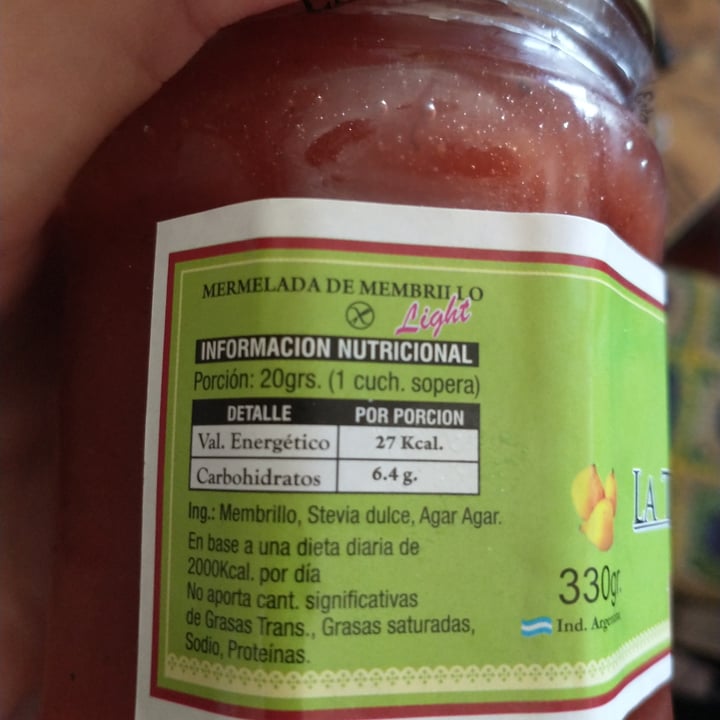 MERMELADA DE MEMBRILLO
Light
INFORMACION NUTRICIONAL
Porción: 20grs. (1 cuch. sopera)
DETALLE POR PORCION
Val. Energético 27 Kcal.
Carbohidratos 6.4 g.
Ing.: Membrillo, Stevia dulce, Agar Agar.
En base a una dieta diaria de
2000Kcal. por día
No aporta cant. significativas
de Grasas Trans., Grasas saturadas,
Sodio, Proteínas.
LA
330gr.
Ind.